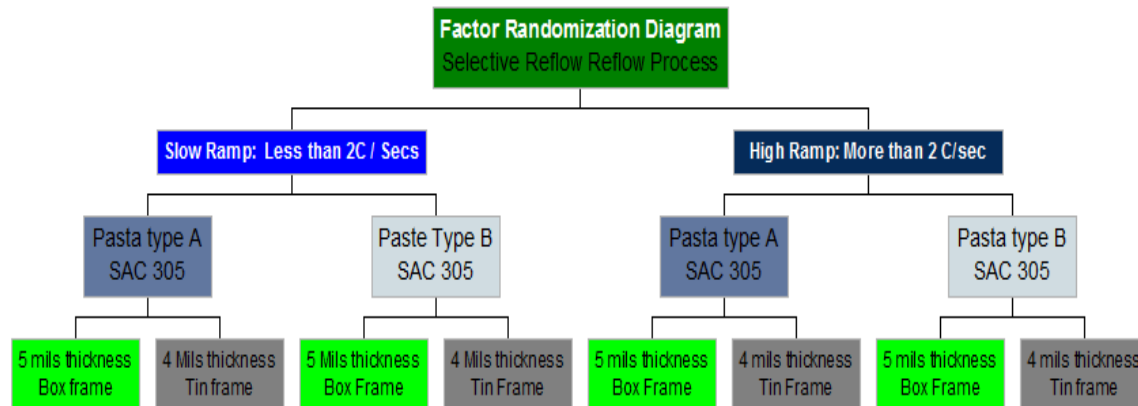 Factor Randomization Diagram
Selective Reflow Reflow Process
Slow Ramp: Less than 2C / Secs
High Ramp: More than 2 C/sec
Pasta type A
SAC 305
Paste Type B
SAC 305
Pasta type A
SAC 305
Pasta type B
SAC 305
5 mils thickness
Box frame
4 Mils thickness
Tin frame
5 Mils thickness
Box Frame
4 Mils thickness
Tin Frame
5 mils thickness
Box Frame
4 mils thickness
Tin Frame
5 mils thickness
Box Frame
4 mils thickness
Tin frame